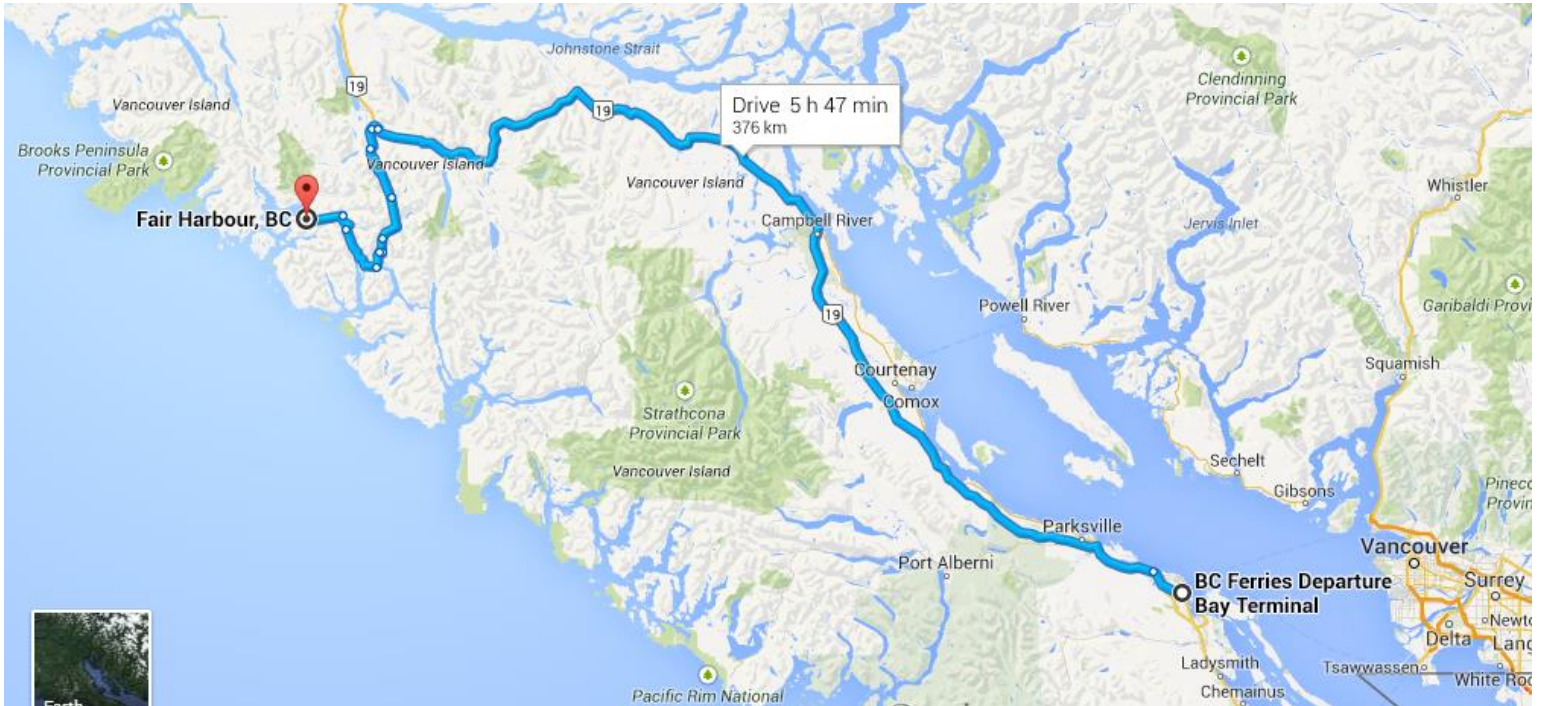 Johnstone Strait
Clendinning
Provincial Park
19
Vancouver Island
19
Drive 5 h 47 min
376 km
Brooks Peninsula
Provincial Park
Vancouver Island
Vancouver Island
Whistler
Fair Harbour, BC
Campbell River
Jervis Inlet
Powell River
Garibaldi Provi
19
Squamish
Courtenay
Comox
Strathcona
Provincial Park
Vancouver Island
Sechelt
Gibsons
Pineco
Provin
Parksville
Vancouver
Port Alberni
BC Ferries Departure
Bay Terminal
Surrey
Newto
Delta
Lang
Ladysmith
Tsawwassen
White Roc
Pacific Rim National
Chemainus
Earth